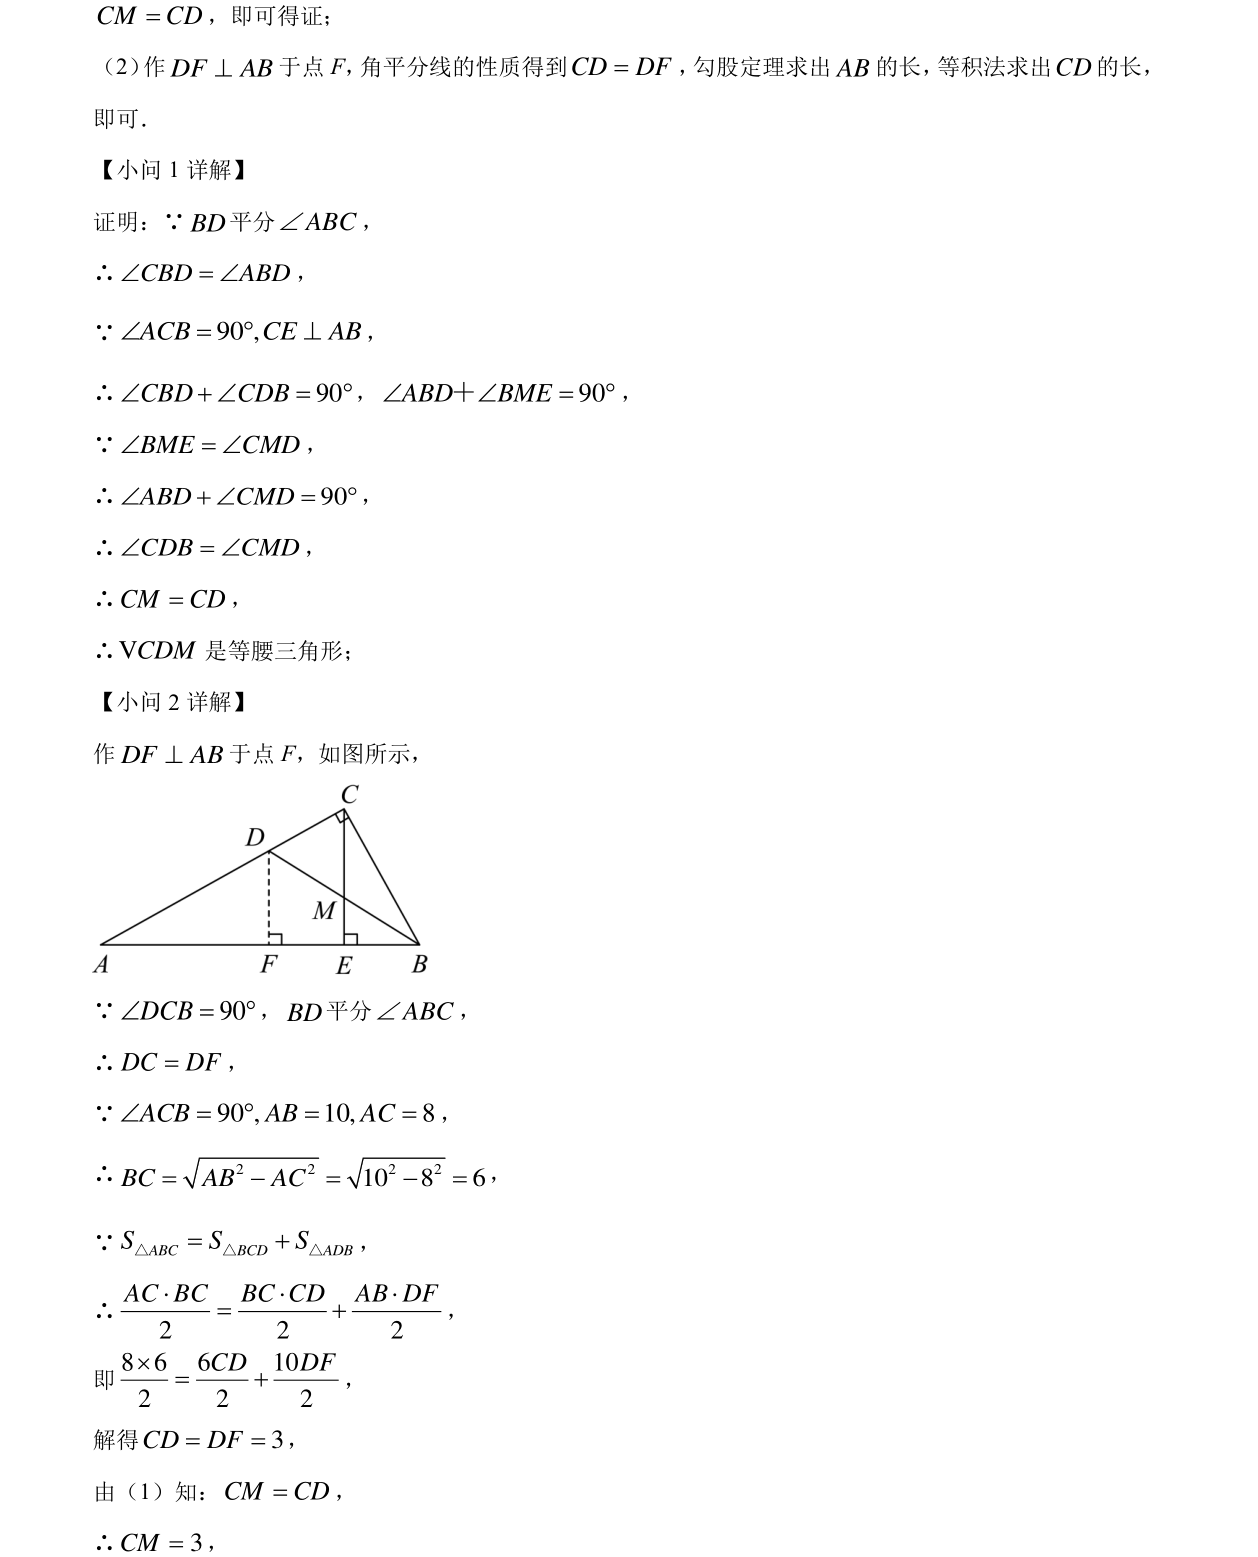 CM = CD，即可得证；
（2）作 DF ⊥ AB 于点 F，角平分线的性质得到 CD = DF，勾股定理求出 AB 的长，等积法求出 CD 的长，
即可．
【小问 1 详解】
证明：∵ BD 平分 ∠ABC，
∴ ∠CBD = ∠ABD，
∵ ∠ACB = 90°, CE ⊥ AB，
∴ ∠CBD + ∠CDB = 90°，∠ABD＋∠BME = 90°，
∵ ∠BME = ∠CMD，
∴ ∠ABD + ∠CMD = 90°，
∴ ∠CDB = ∠CMD，
∴ CM = CD，
∴ VCDM 是等腰三角形；
【小问 2 详解】
作 DF ⊥ AB 于点 F，如图所示，
C
D
M
A F E B
∵ ∠DCB = 90°，BD 平分 ∠ABC，
∴ DC = DF，
∵ ∠ACB = 90°, AB = 10, AC = 8，
∴ BC = √(AB² − AC²) = √(10² − 8²) = 6，
∵ S△ABC = S△BCD + S△ADB，
∴ AC·BC/2 = BC·CD/2 + AB·DF/2，
即 8×6/2 = 6CD/2 + 10DF/2，
解得 CD = DF = 3，
由（1）知：CM = CD，
∴ CM = 3，